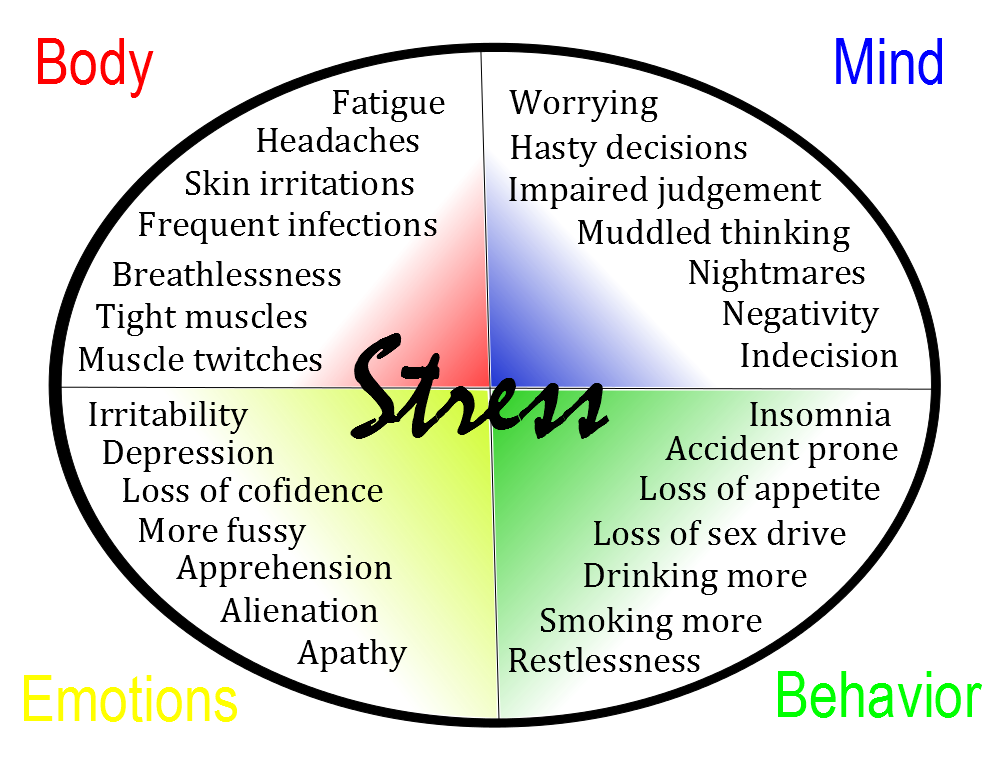 Body
Fatigue
Headaches
Skin irritations
Frequent infections
Breathlessness
Tight muscles
Muscle twitches
Mind
Worrying
Hasty decisions
Impaired judgement
Muddled thinking
Nightmares
Negativity
Indecision
Stress
Irritability
Depression
Loss of cofidence
More fussy
Apprehension
Alienation
Apathy
Emotions
Insomnia
Accident prone
Loss of appetite
Loss of sex drive
Drinking more
Smoking more
Restlessness
Behavior